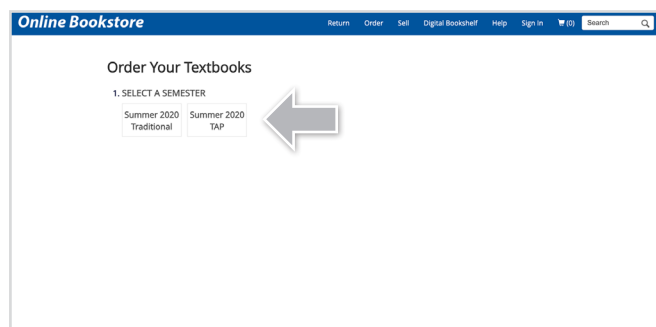 Online Bookstore
Return Order Sell Digital Bookshelf Help Sign In (0) Search
Order Your Textbooks
1. SELECT A SEMESTER
Summer 2020 Traditional
Summer 2020 TAP